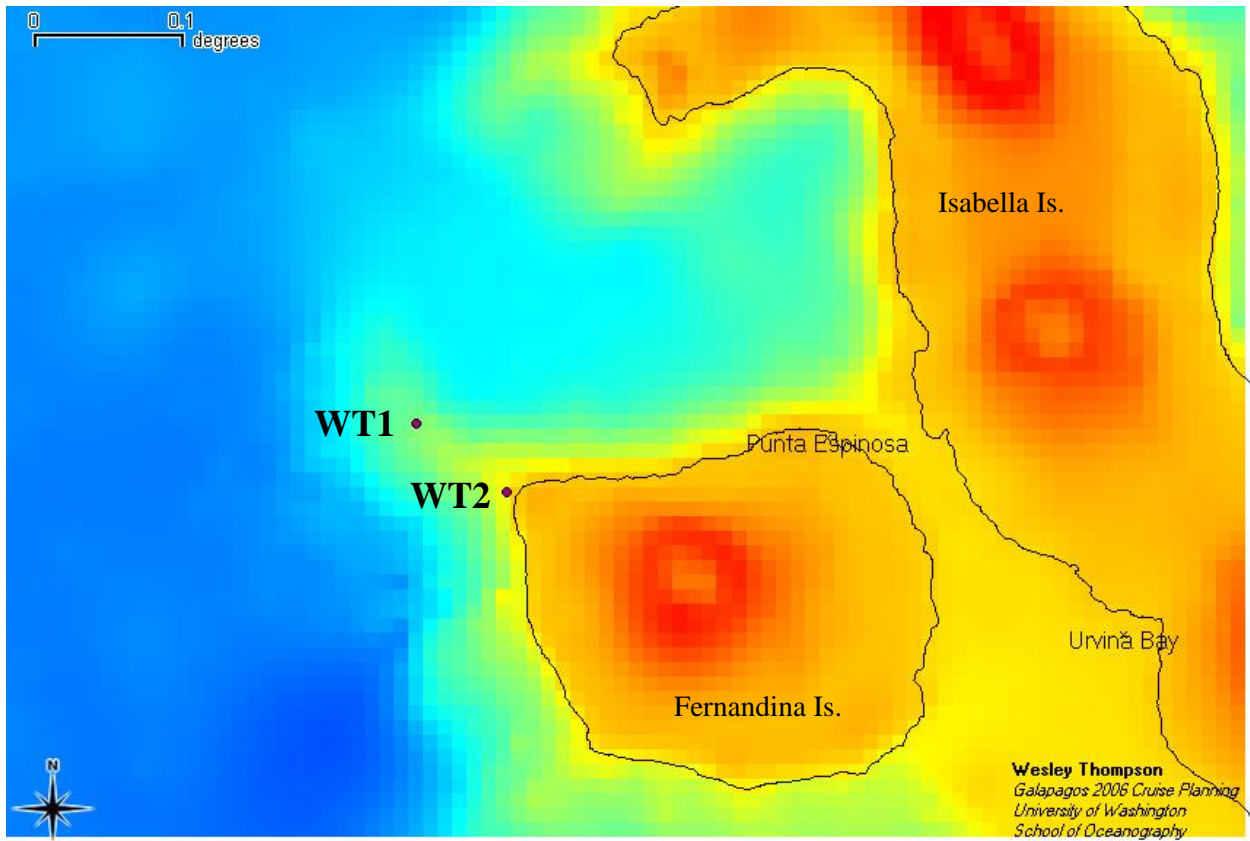 0 0.1
degrees
Isabella Is.
WT1
Punta Espinosa
WT2
Urvina Bay
Fernandina Is.
N
Wesley Thompson
Galapagos 2006 Cruise Planning
University of Washington
School of Oceanography